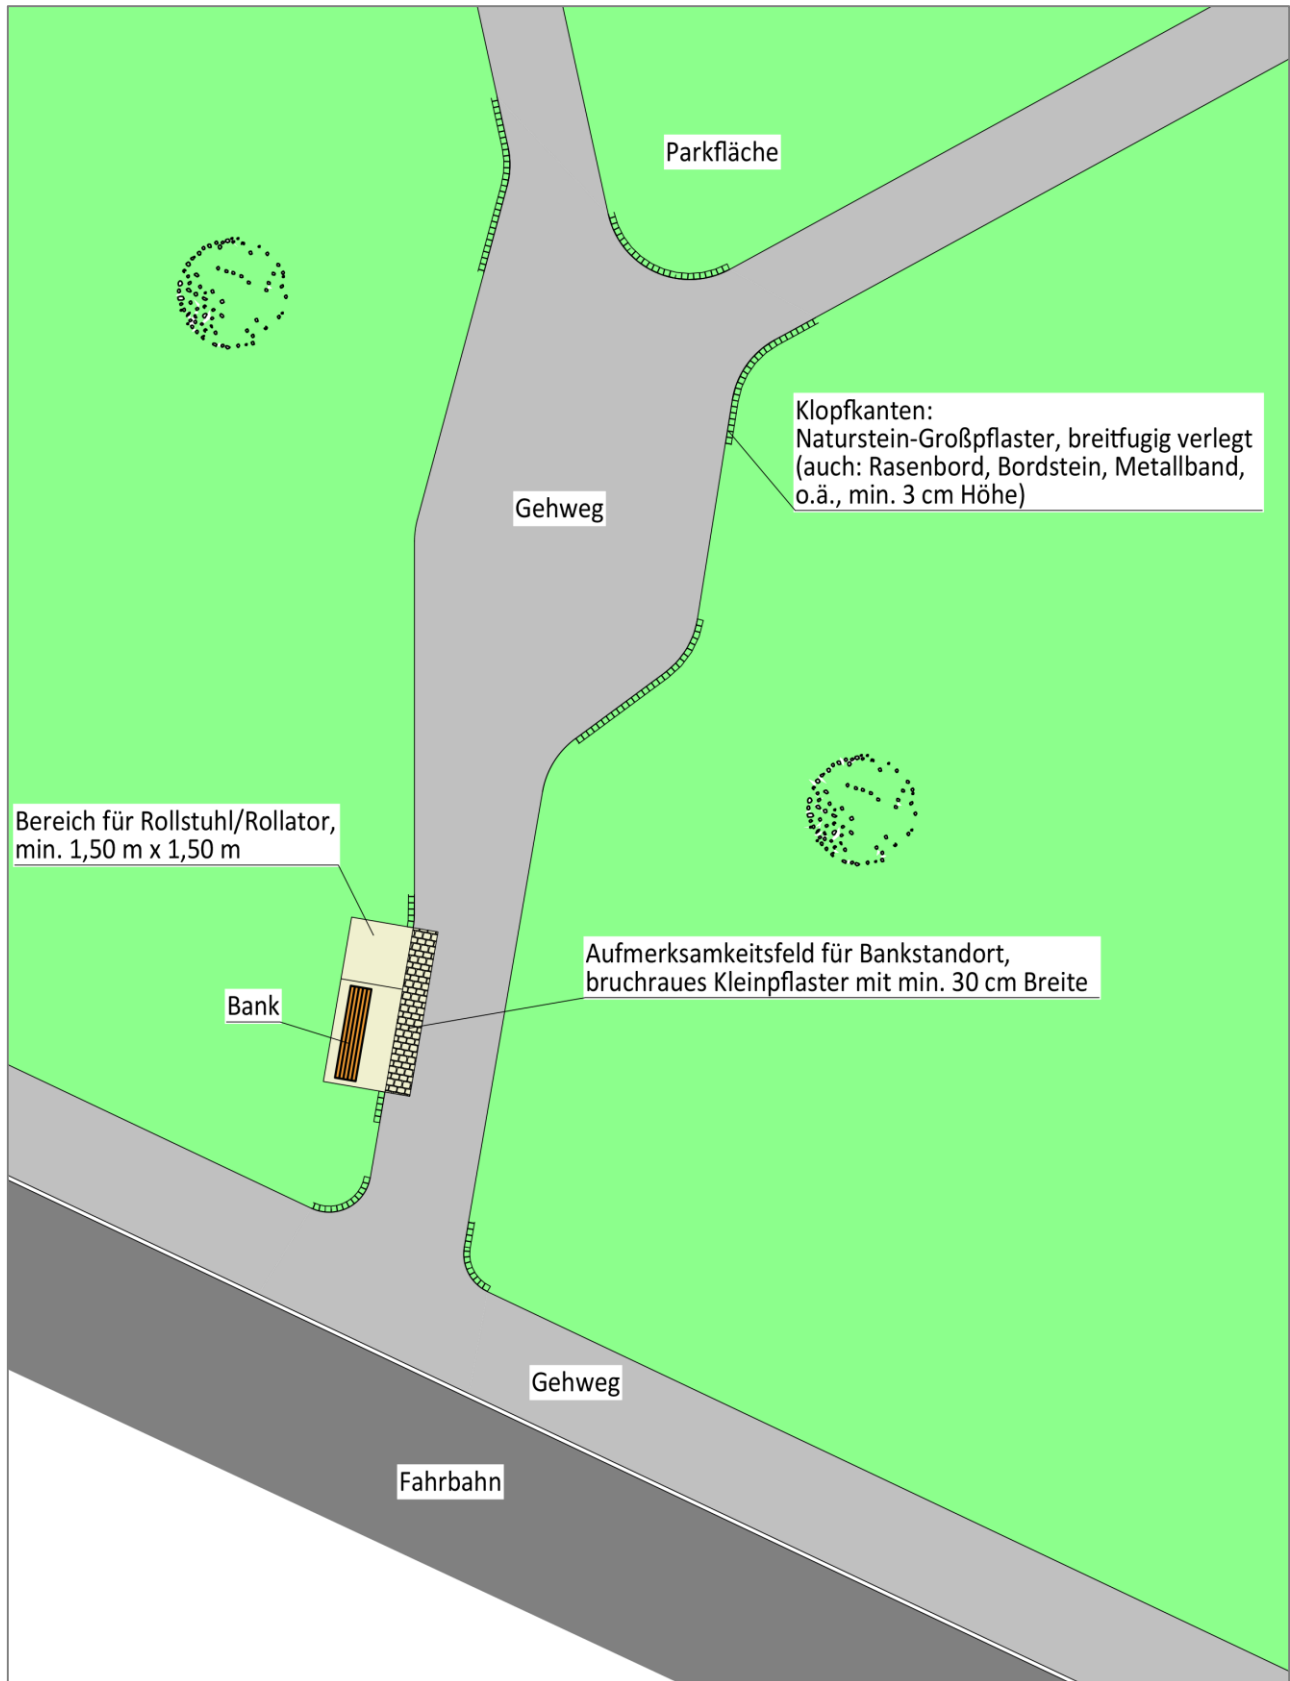 Parkfläche
Klopfkanten:
Naturstein-Großpflaster, breitfugig verlegt
(auch: Rasenbord, Bordstein, Metallband,
o.ä., min. 3 cm Höhe)
Gehweg
Bereich für Rollstuhl/Rollator,
min. 1,50 m x 1,50 m
Aufmerksamkeitsfeld für Bankstandort,
bruchraues Kleinpflaster mit min. 30 cm Breite
Bank
Gehweg
Fahrbahn